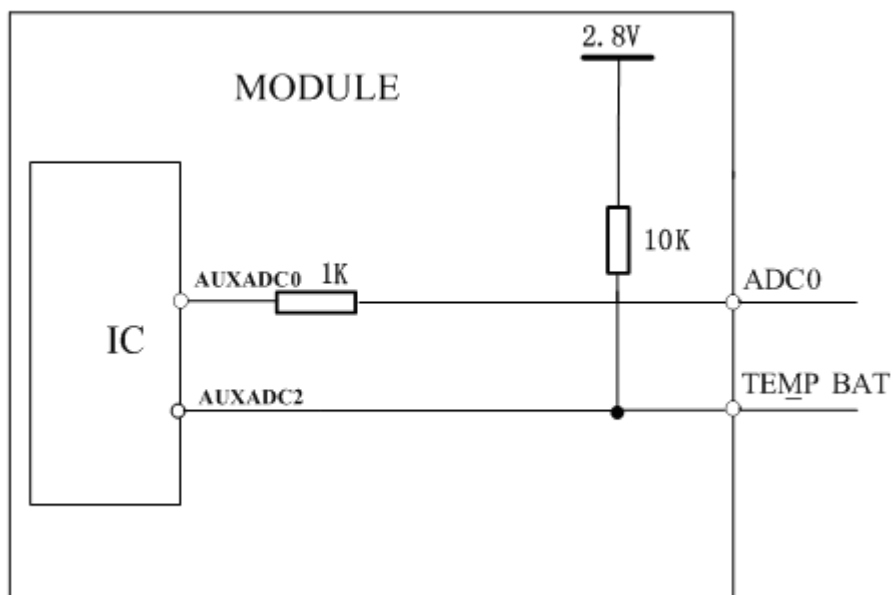 2.8V
MODULE
10K
AUXADC0
1K
ADC0
IC
AUXADC2
TEMP BAT